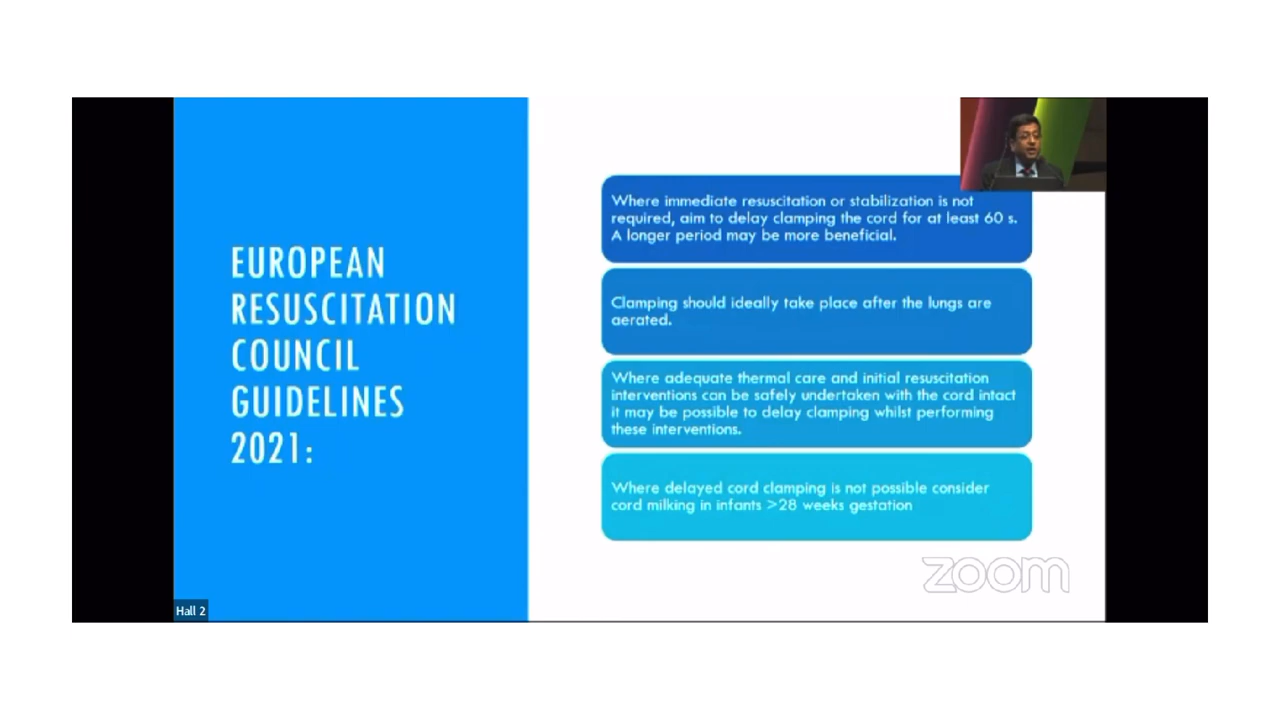 EUROPEAN
RESUSCITATION
COUNCIL
GUIDELINES
2021:
Where immediate resuscitation or stabilization is not
required, aim to delay clamping the cord for at least 60 s.
A longer period may be more beneficial.
Clamping should ideally take place after the lungs are
aerated.
Where adequate thermal care and initial resuscitation
interventions can be safely undertaken with the cord intact
it may be possible to delay clamping whilst performing
these interventions.
Where delayed cord clamping is not possible consider
cord milking in infants >28 weeks gestation
zoom
Hall 2